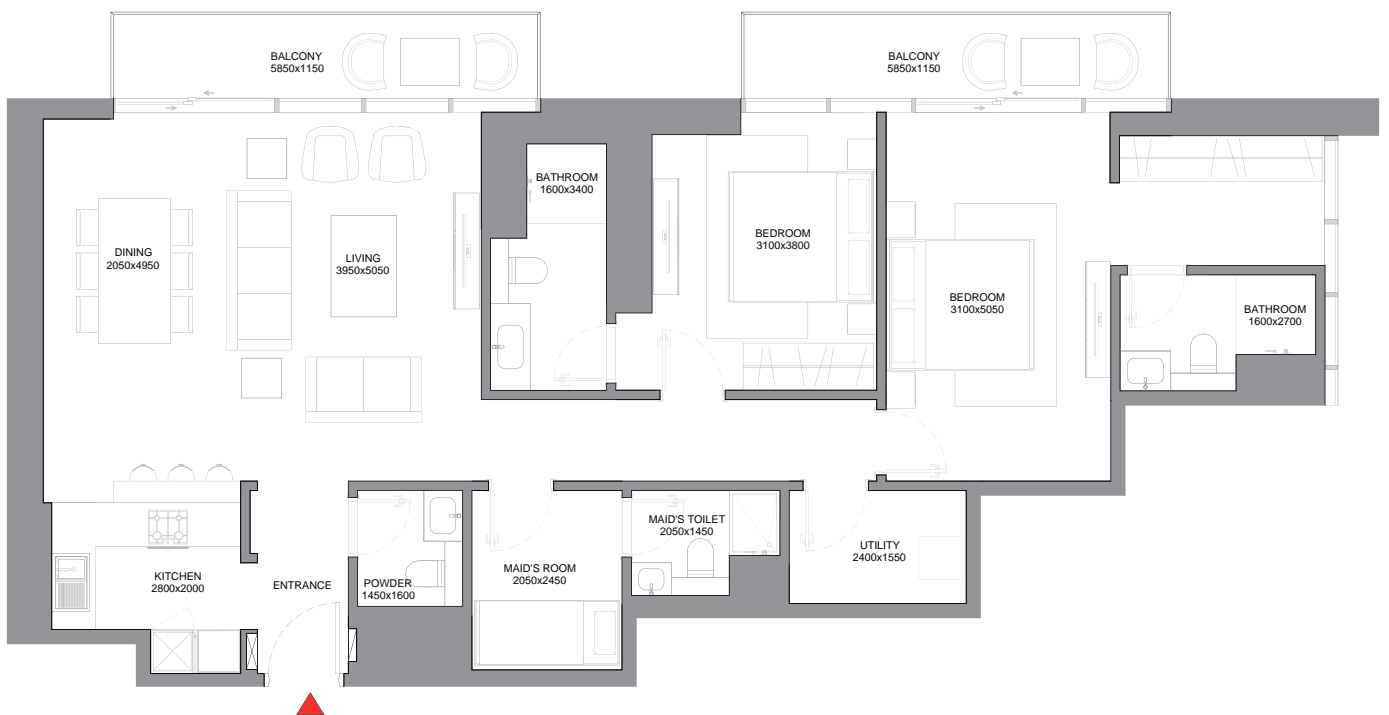 BALCONY
5850x1150
BALCONY
5850x1150
BATHROOM
1600x3400
BEDROOM
3100x3800
DINING
2050x4950
LIVING
3950x5050
BEDROOM
3100x5050
BATHROOM
1600x2700
MAID'S TOILET
2050x1450
UTILITY
2400x1550
KITCHEN
2800x2000
ENTRANCE
POWDER
1450x1600
MAID'S ROOM
2050x2450